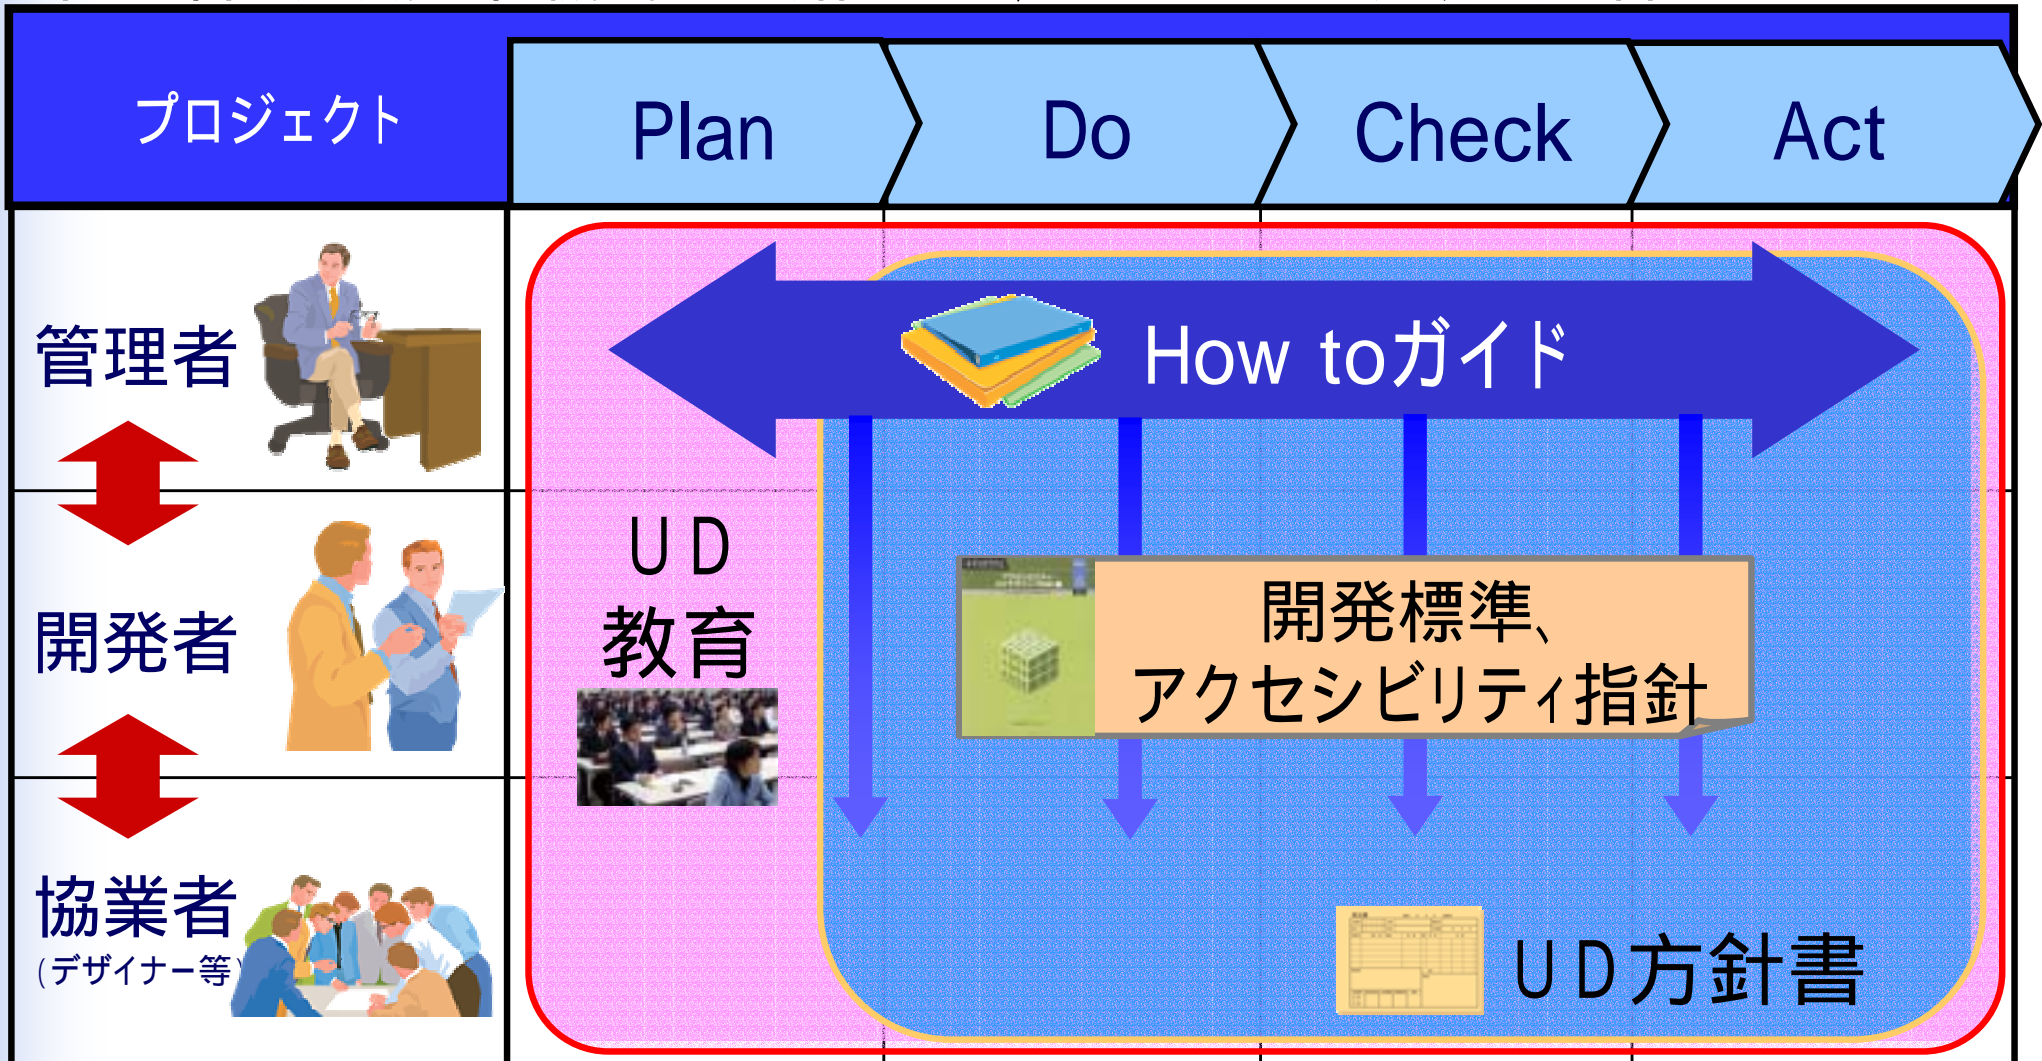 プロジェクト
Plan
Do
Check
Act
管理者
How toガイド
UD
教育
開発者
開発標準、
アクセシビリティ指針
協業者
(デザイナー等)
UD方針書